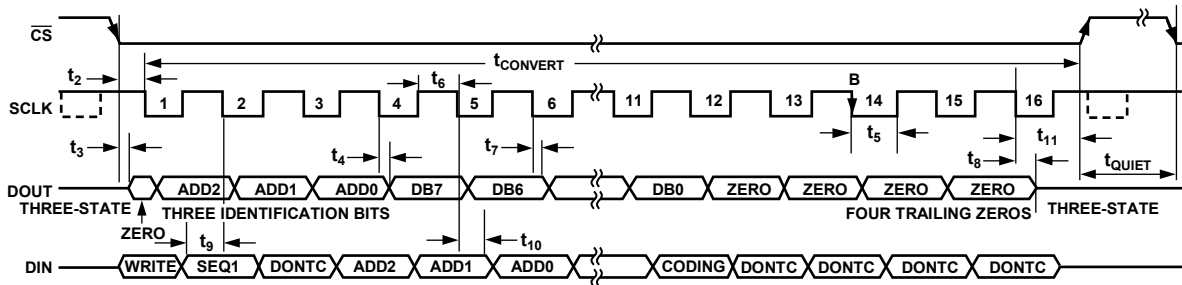 CS
t2
tCONVERT
t6
B
SCLK
1 2 3 4 5 6 11 12 13 14 15 16
t3
t4
t7
t5
t8
t11
tQUIET
DOUT
ADD2 ADD1 ADD0 DB7 DB6 DB0 ZERO ZERO ZERO ZERO
THREE-STATE
THREE IDENTIFICATION BITS
FOUR TRAILING ZEROS
THREE-STATE
ZERO
t9
t10
DIN
WRITE SEQ1 DONTC ADD2 ADD1 ADD0 CODING DONTC DONTC DONTC DONTC